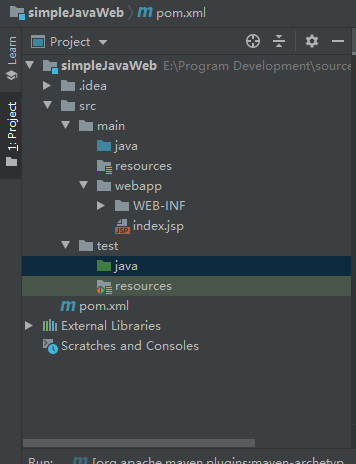 simpleJavaWeb pom.xml
Learn
1: Project
Project
simpleJavaWeb E:\Program Development\source
.idea
src
main
java
resources
webapp
WEB-INF
index.jsp
test
java
resources
pom.xml
External Libraries
Scratches and Consoles
Run: [org.apache.maven.plugins:maven-archetyp